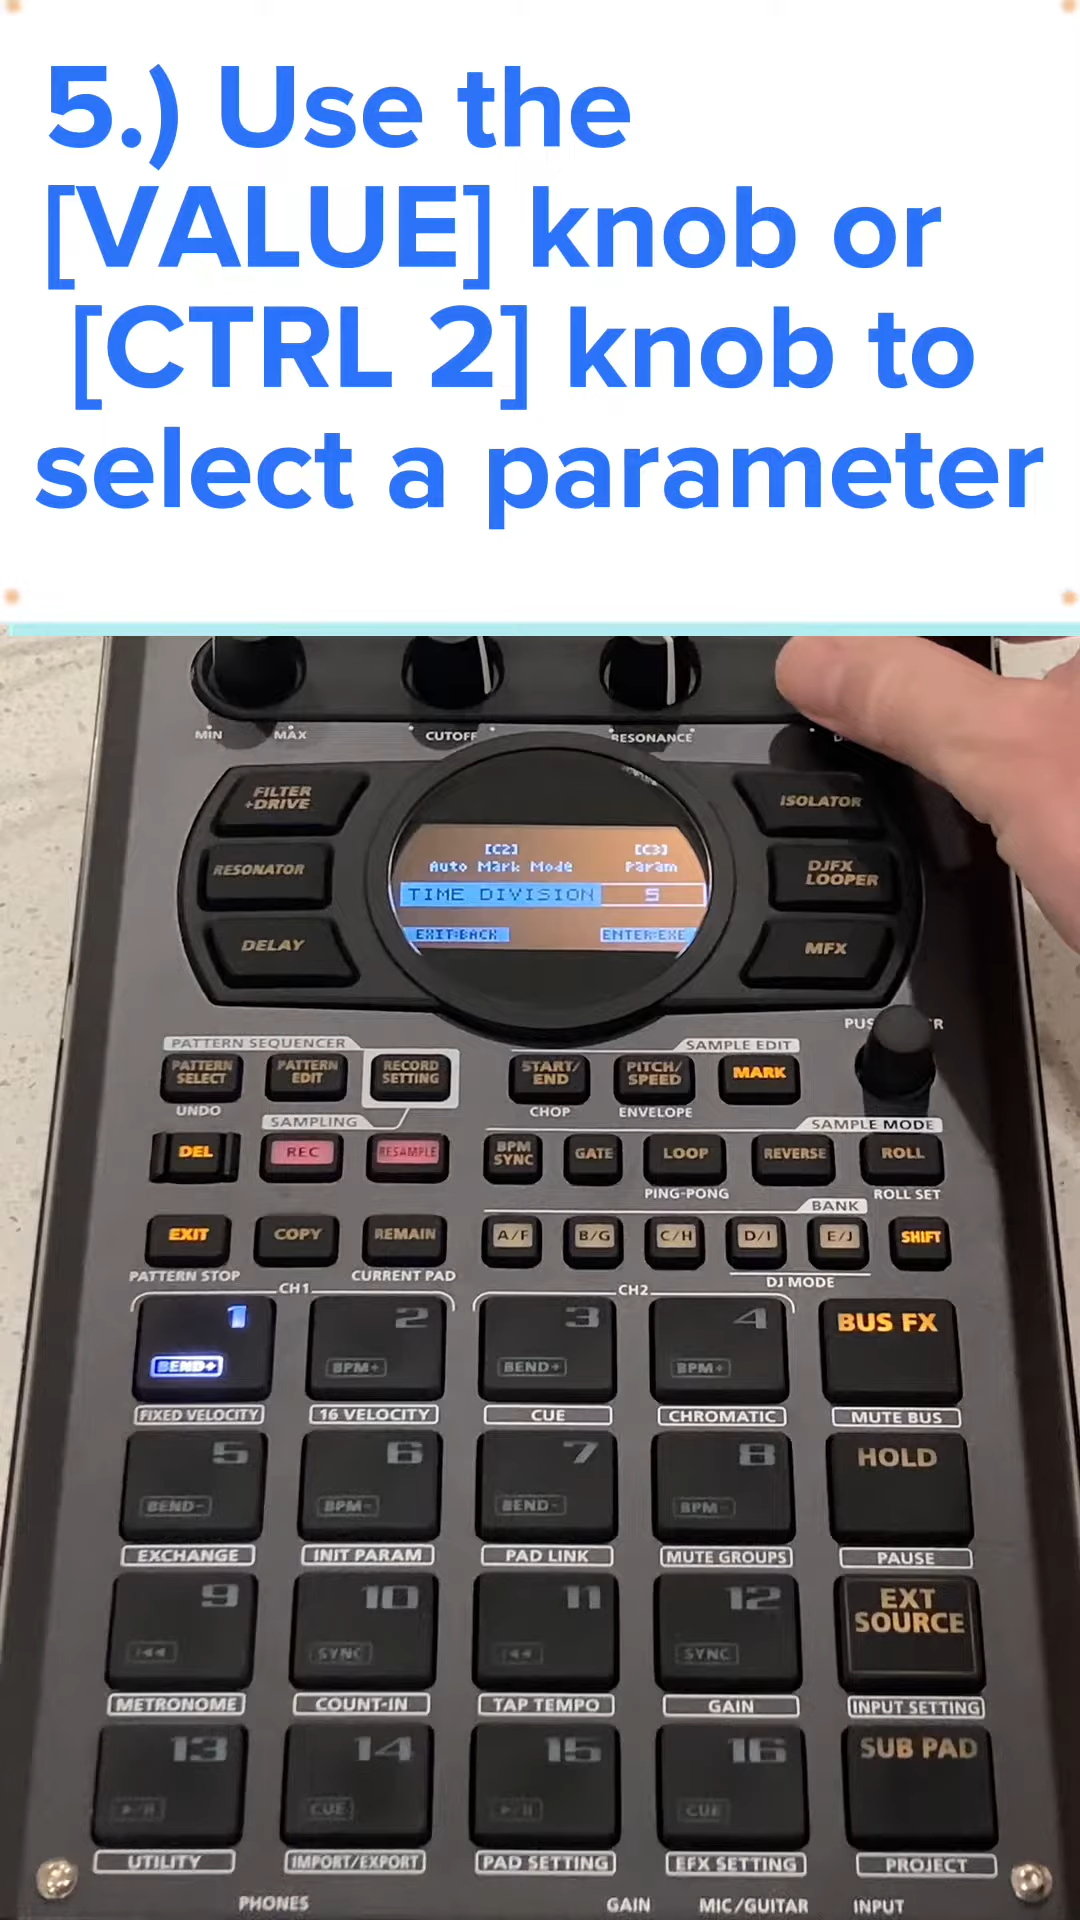 5.) Use the
[VALUE] knob or
[CTRL 2] knob to
select a parameter
MIN MAX CUTOFF RESONANCE
FILTER
+DRIVE
ISOLATOR
[C2] [C3]
Auto Mark Mode Param
RESONATOR
DJFX
LOOPER
TIME DIVISION 5
EXIT:BACK ENTER:EXE
DELAY
MFX
PATTERN SEQUENCER
SAMPLE EDIT
PATTERN
SELECT
PATTERN
EDIT
RECORD
SETTING
START/
END
PITCH/
SPEED
MARK
UNDO
CHOP ENVELOPE
SAMPLING
SAMPLE MODE
DEL REC RESAMPLE
BPM
SYNC
GATE LOOP REVERSE ROLL
PING-PONG ROLL SET
BANK
EXIT COPY REMAIN A/F B/G C/H D/I E/J SHIFT
PATTERN STOP CURRENT PAD DJ MODE
CH1 CH2
1 2 3 4 BUS FX
BEND+ BPM+ BEND+ BPM+
FIXED VELOCITY 16 VELOCITY CUE CHROMATIC MUTE BUS
5 6 7 8 HOLD
BEND- BPM- BEND- BPM-
EXCHANGE INIT PARAM PAD LINK MUTE GROUPS PAUSE
9 10 11 12 EXT
SOURCE
SYNC SYNC
METRONOME COUNT-IN TAP TEMPO GAIN INPUT SETTING
13 14 15 16 SUB PAD
CUE CUE
UTILITY IMPORT/EXPORT PAD SETTING EFX SETTING PROJECT
PHONES GAIN MIC/GUITAR INPUT